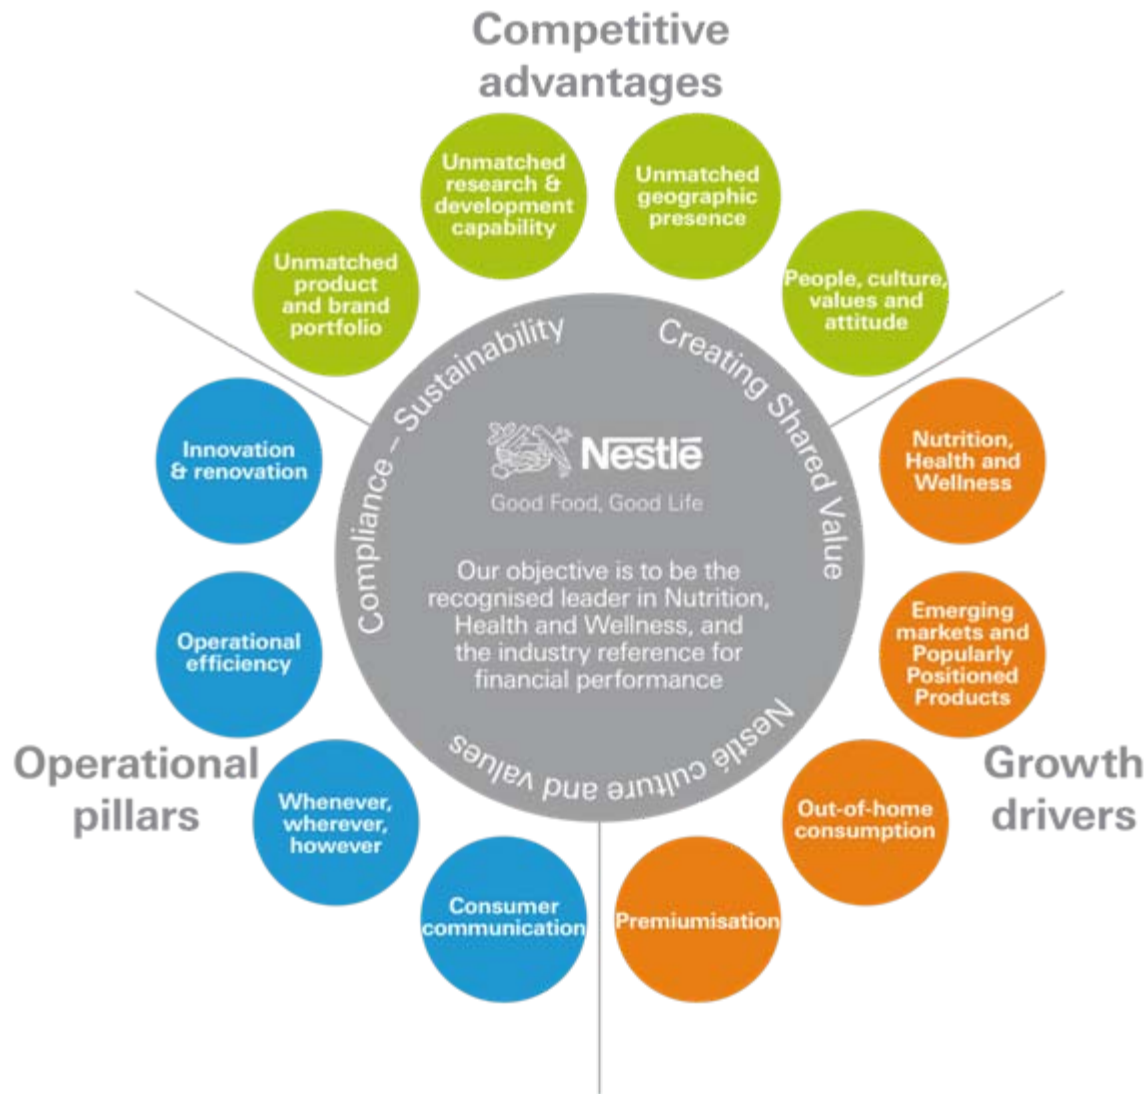 Competitive
advantages
Unmatched
research &
development
capability
Unmatched
geographic
presence
Unmatched
product
and brand
portfolio
People, culture,
values and
attitude
Compliance – Sustainability
Creating Shared Value
Nestlé culture and values
Nestlé
Good Food, Good Life
Our objective is to be the
recognised leader in Nutrition,
Health and Wellness, and
the industry reference for
financial performance
Innovation
& renovation
Operational
efficiency
Whenever,
wherever,
however
Consumer
communication
Operational
pillars
Nutrition,
Health and
Wellness
Emerging
markets and
Popularly
Positioned
Products
Out-of-home
consumption
Premiumisation
Growth
drivers